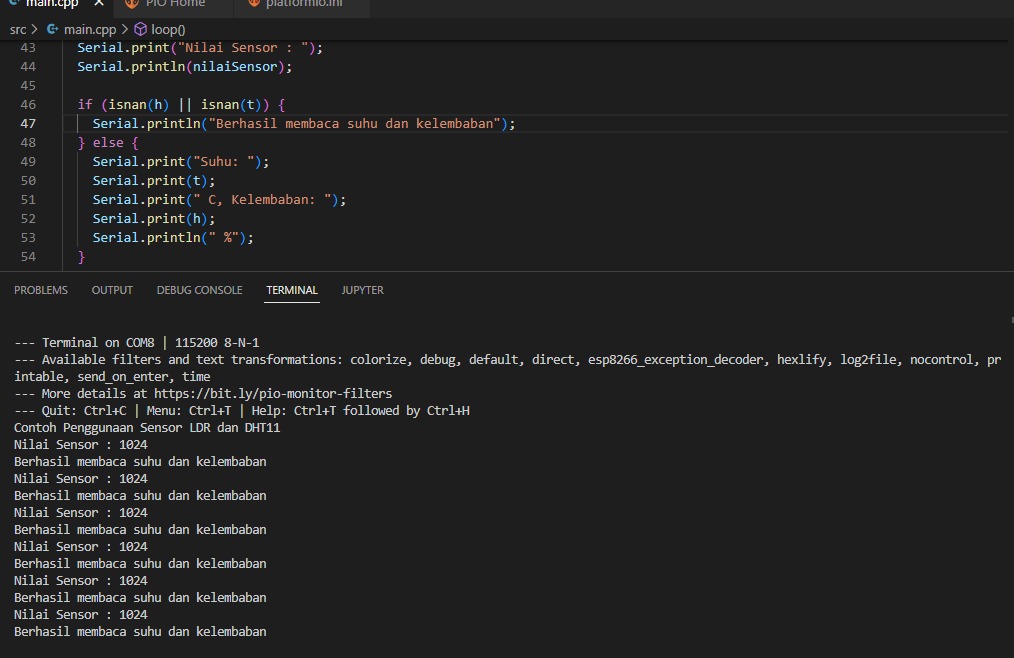 main.cpp X PIO Home platformio.ini
src > main.cpp > loop()
43 Serial.print("Nilai Sensor : ");
44 Serial.println(nilaiSensor);
45
46 if (isnan(h) || isnan(t)) {
47 Serial.println("Berhasil membaca suhu dan kelembaban");
48 } else {
49 Serial.print("Suhu: ");
50 Serial.print(t);
51 Serial.print(" C, Kelembaban: ");
52 Serial.print(h);
53 Serial.println(" %");
54 }
PROBLEMS OUTPUT DEBUG CONSOLE TERMINAL JUPYTER
--- Terminal on COM8 | 115200 8-N-1
--- Available filters and text transformations: colorize, debug, default, direct, esp8266_exception_decoder, hexlify, log2file, nocontrol, pr
intable, send_on_enter, time
--- More details at https://bit.ly/pio-monitor-filters
--- Quit: Ctrl+C | Menu: Ctrl+T | Help: Ctrl+T followed by Ctrl+H
Contoh Penggunaan Sensor LDR dan DHT11
Nilai Sensor : 1024
Berhasil membaca suhu dan kelembaban
Nilai Sensor : 1024
Berhasil membaca suhu dan kelembaban
Nilai Sensor : 1024
Berhasil membaca suhu dan kelembaban
Nilai Sensor : 1024
Berhasil membaca suhu dan kelembaban
Nilai Sensor : 1024
Berhasil membaca suhu dan kelembaban
Nilai Sensor : 1024
Berhasil membaca suhu dan kelembaban